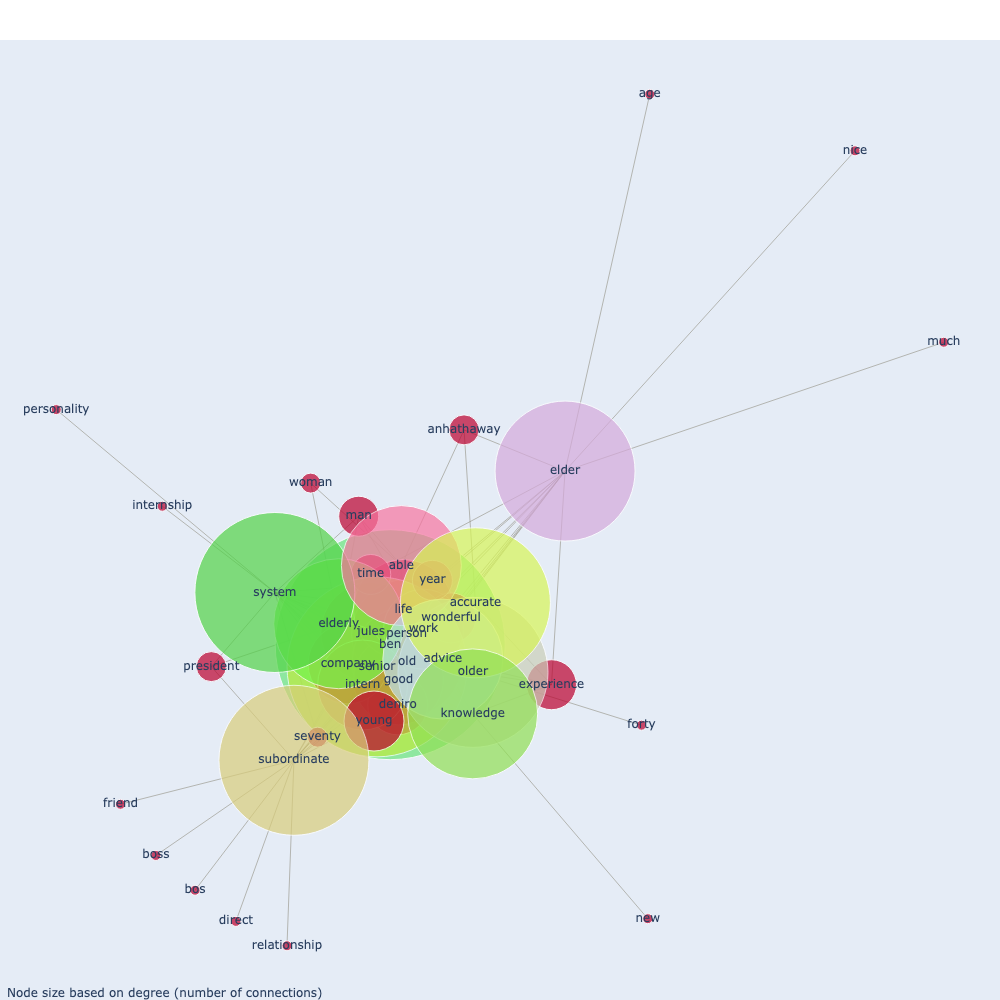 age
nice
much
personality
anhathaway
elder
woman
internship
man
able
time
year
system
accurate
life
wonderful
elderly
work
jules
person
ben
advice
old
company
senior
president
older
good
intern
experience
deniro
knowledge
young
forty
seventy
subordinate
friend
boss
bos
new
direct
relationship
Node size based on degree (number of connections)